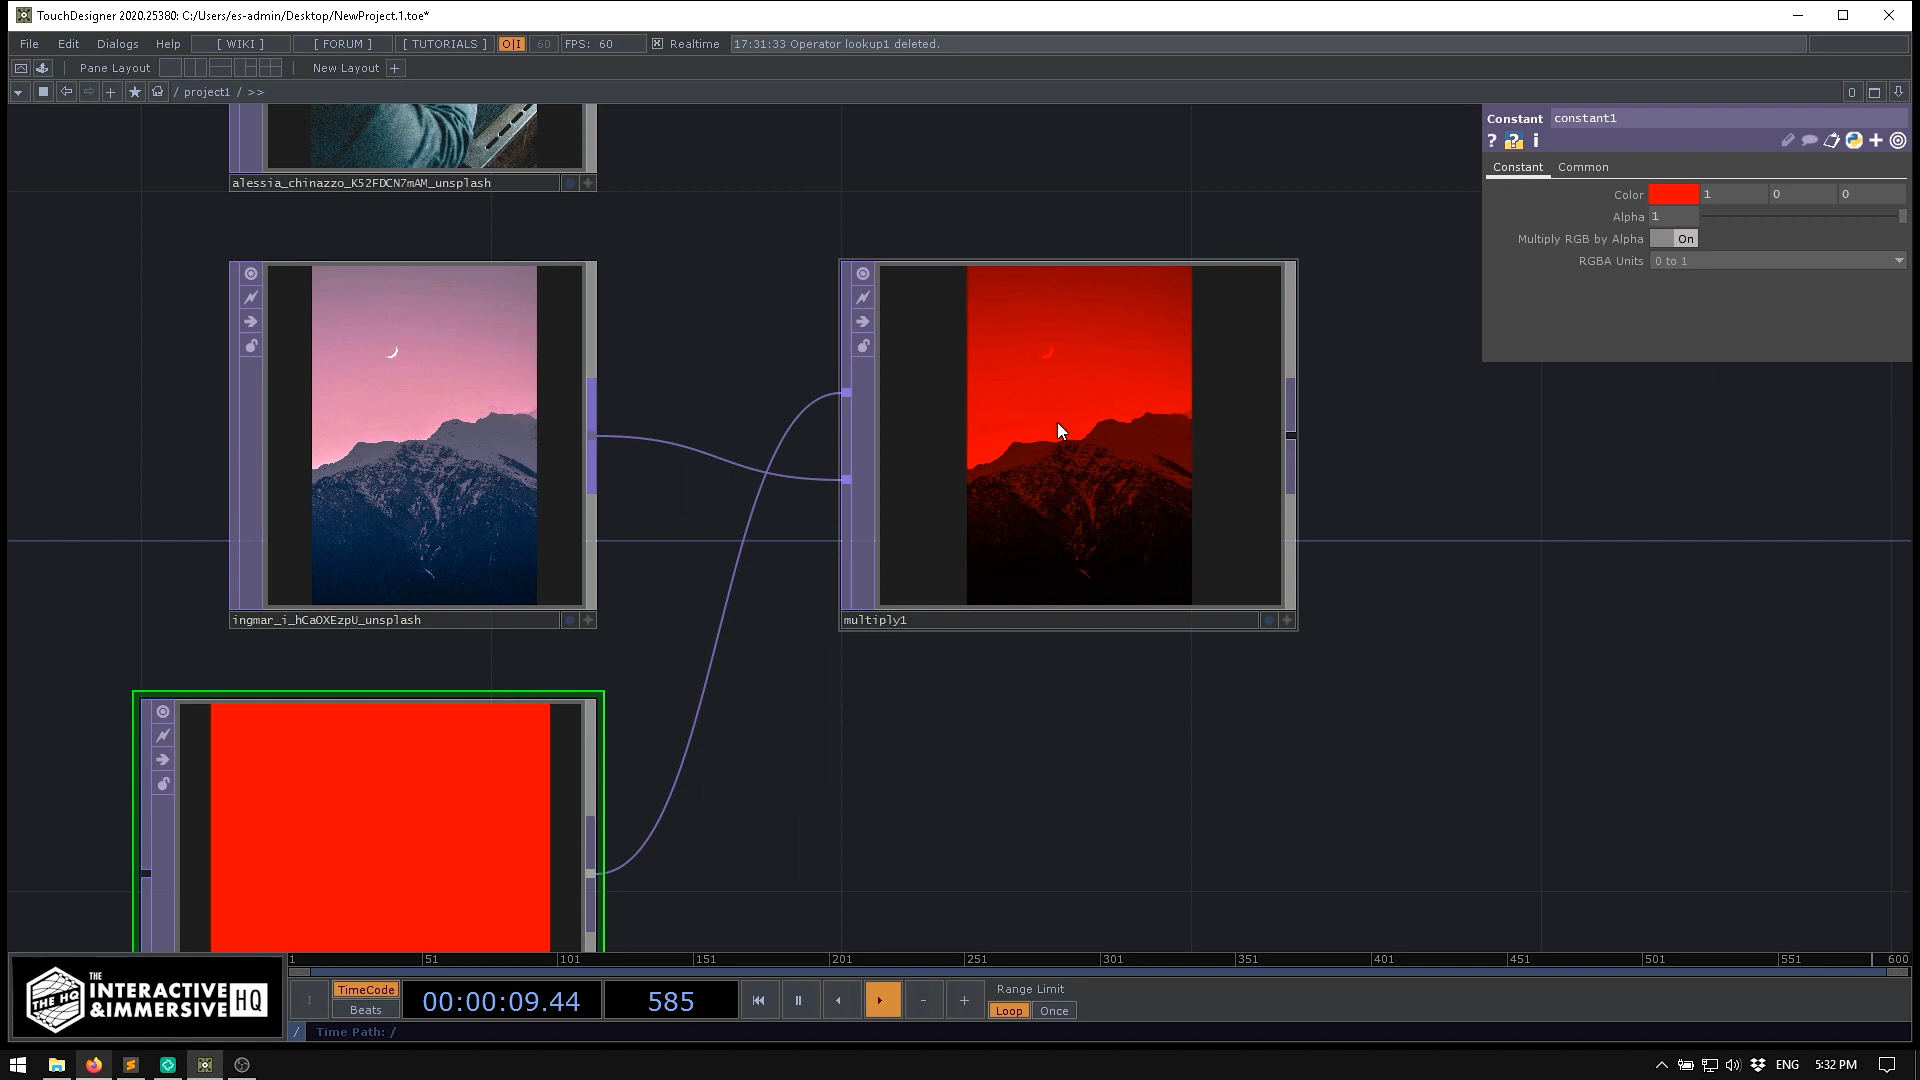 TouchDesigner 2020.25380: C:/Users/es-admin/Desktop/NewProject.1.toe*
File Edit Dialogs Help [ WIKI ] [ FORUM ] [ TUTORIALS ] O|I 60 FPS: 60 Realtime 17:31:33 Operator lookup1 deleted.
Pane Layout New Layout +
/ project1 / >> 0
Constant constant1
? ? i
Constant Common
Color 1 0 0
Alpha 1
Multiply RGB by Alpha On
RGBA Units 0 to 1
alessia_chinazzo_K52FDCN7mAM_unsplash
ingmar_i_hCaOXEzpU_unsplash
multiply1
1 51 101 151 201 251 301 351 401 451 501 551 600
THE HQ
THE
INTERACTIVE
&IMMERSIVE HQ
I TimeCode
Beats
00:00:09.44 585 - +
Range Limit
Loop Once
/ Time Path: /
ENG 5:32 PM